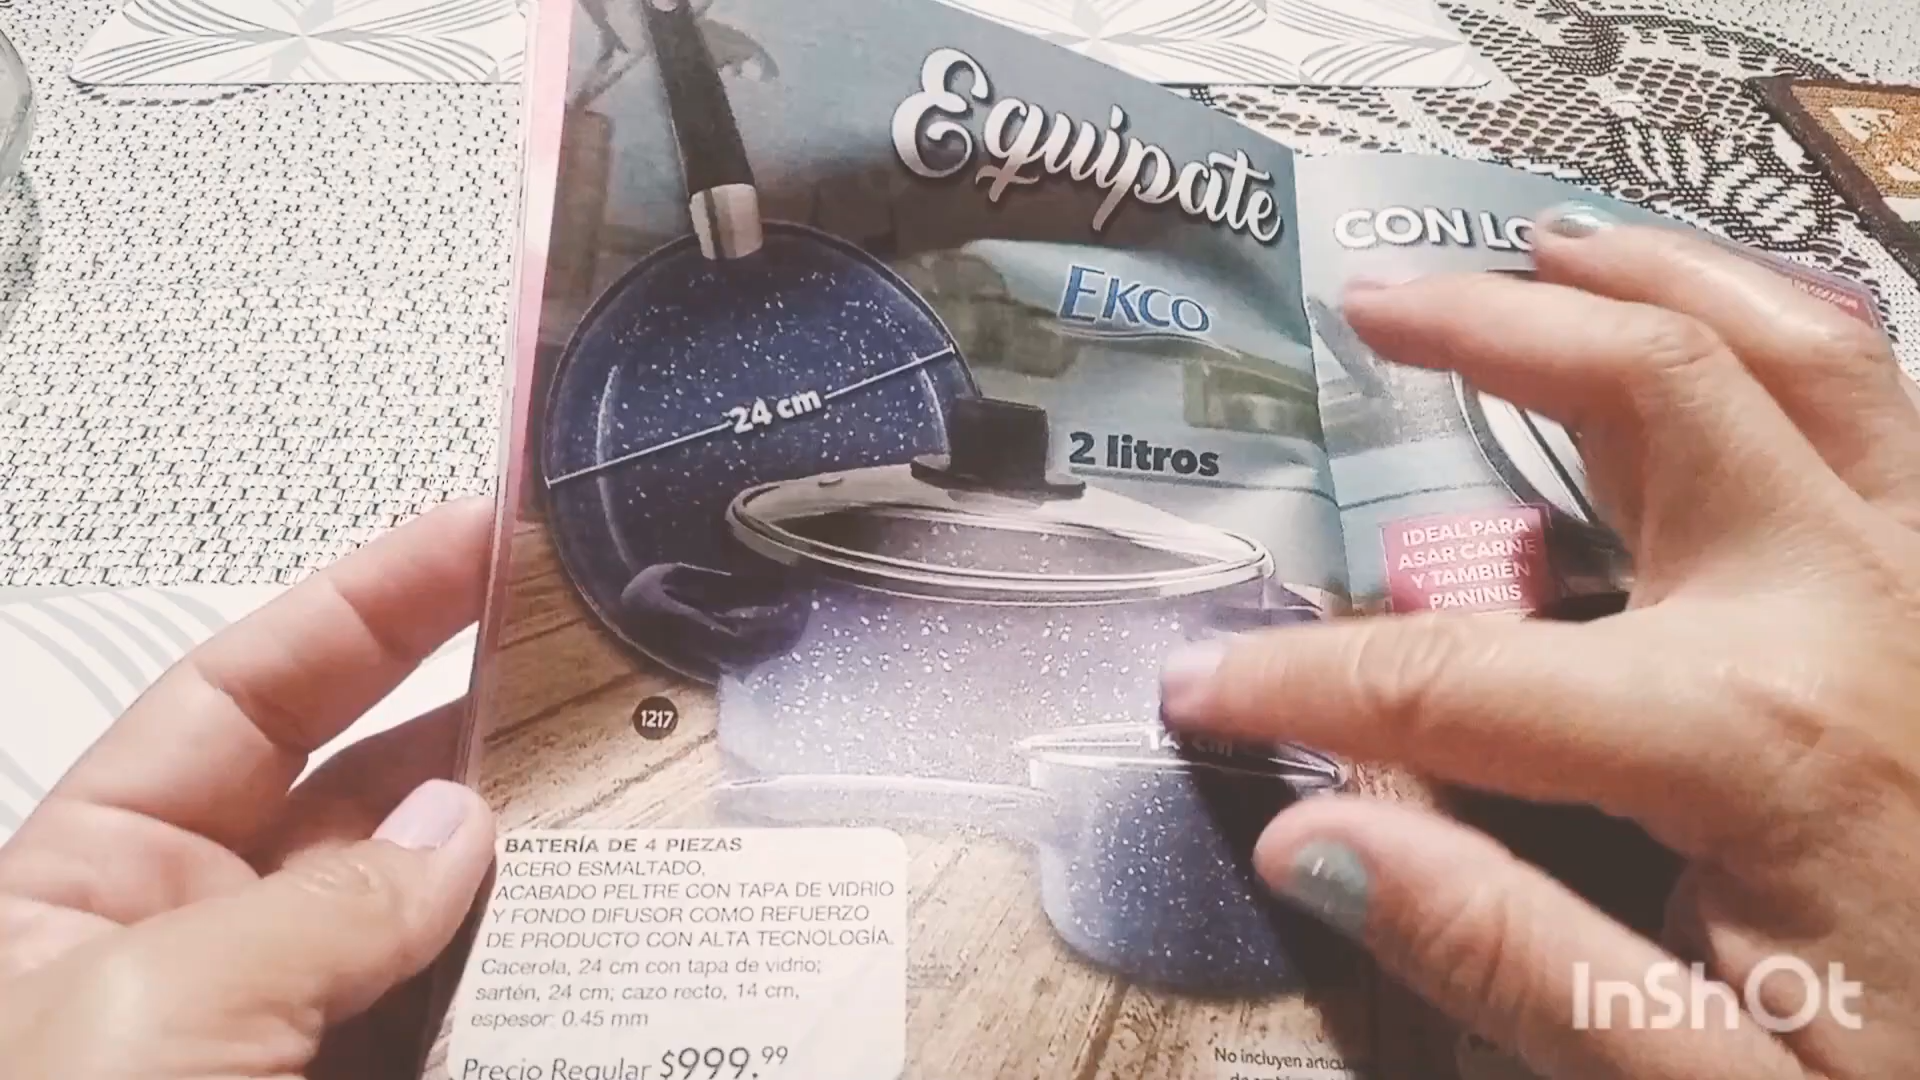 Equipate
CON LO
EKCO
24 cm
2 litros
IDEAL PARA
ASAR CARNE
Y TAMBIÉN
PANINIS
1217
BATERÍA DE 4 PIEZAS
ACERO ESMALTADO,
ACABADO PELTRE CON TAPA DE VIDRIO
Y FONDO DIFUSOR COMO REFUERZO
DE PRODUCTO CON ALTA TECNOLOGÍA.
Cacerola, 24 cm con tapa de vidrio;
sartén, 24 cm; cazo recto, 14 cm,
espesor: 0.45 mm
Precio Regular $999.99
No incluyen
InShOt